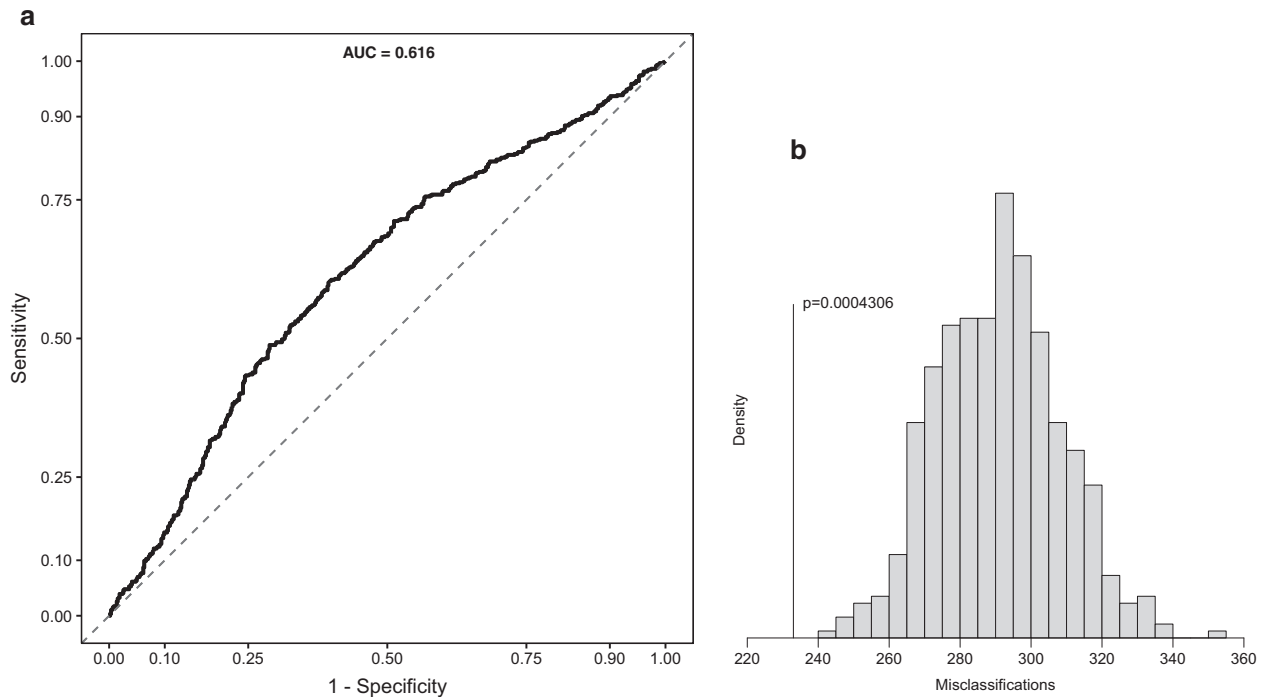 a
AUC = 0.616
1.00
0.90
0.75
0.50
0.25
0.10
0.00
Sensitivity
0.00 0.10 0.25 0.50 0.75 0.90 1.00
1 - Specificity
b
p=0.0004306
Density
220 240 260 280 300 320 340 360
Misclassifications